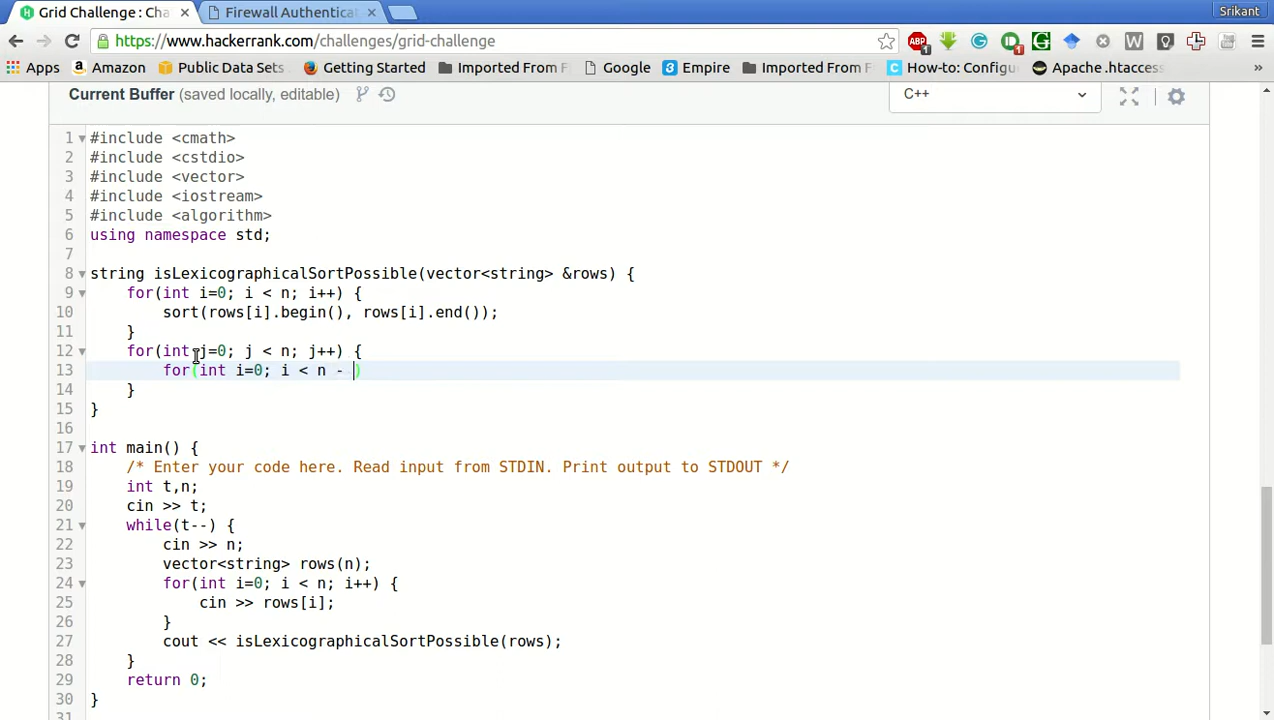 Grid Challenge : Cha
Firewall Authenticat
Srikant
https://www.hackerrank.com/challenges/grid-challenge
Apps Amazon Public Data Sets Getting Started Imported From F Google Empire Imported From F How-to: Configu Apache .htaccess »
Current Buffer (saved locally, editable)
C++
1 #include <cmath>
2 #include <cstdio>
3 #include <vector>
4 #include <iostream>
5 #include <algorithm>
6 using namespace std;
7
8 string isLexicographicalSortPossible(vector<string> &rows) {
9 for(int i=0; i < n; i++) {
10 sort(rows[i].begin(), rows[i].end());
11 }
12 for(int j=0; j < n; j++) {
13 for(int i=0; i < n - )
14 }
15 }
16
17 int main() {
18 /* Enter your code here. Read input from STDIN. Print output to STDOUT */
19 int t,n;
20 cin >> t;
21 while(t--) {
22 cin >> n;
23 vector<string> rows(n);
24 for(int i=0; i < n; i++) {
25 cin >> rows[i];
26 }
27 cout << isLexicographicalSortPossible(rows);
28 }
29 return 0;
30 }
31